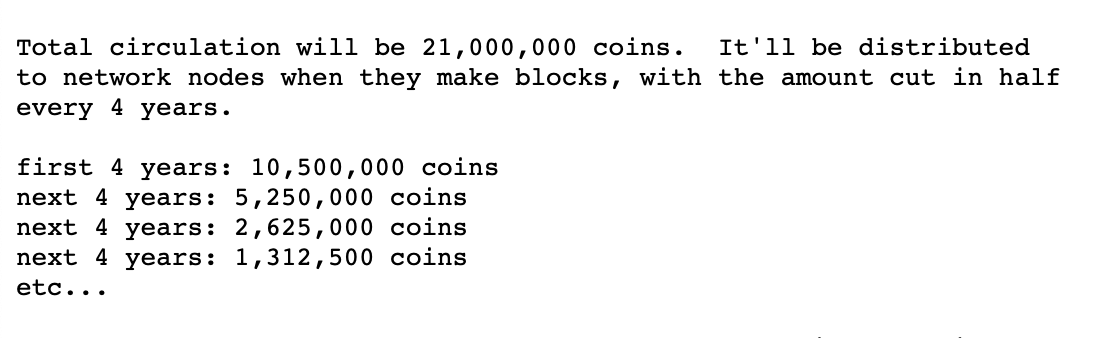 Total circulation will be 21,000,000 coins.  It'll be distributed
to network nodes when they make blocks, with the amount cut in half
every 4 years.

first 4 years: 10,500,000 coins
next 4 years: 5,250,000 coins
next 4 years: 2,625,000 coins
next 4 years: 1,312,500 coins
etc...